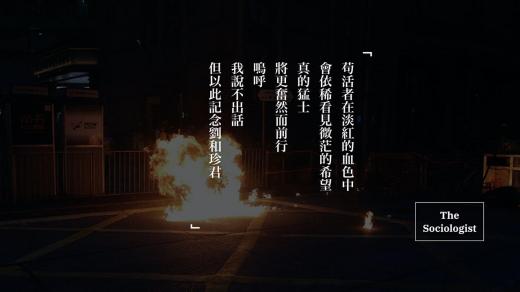 苟活者在淡紅的血色中
會依稀看見微茫的希望
真的猛士
將更奮然而前行
嗚呼
我說不出話
但以此記念劉和珍君
The
Sociologist